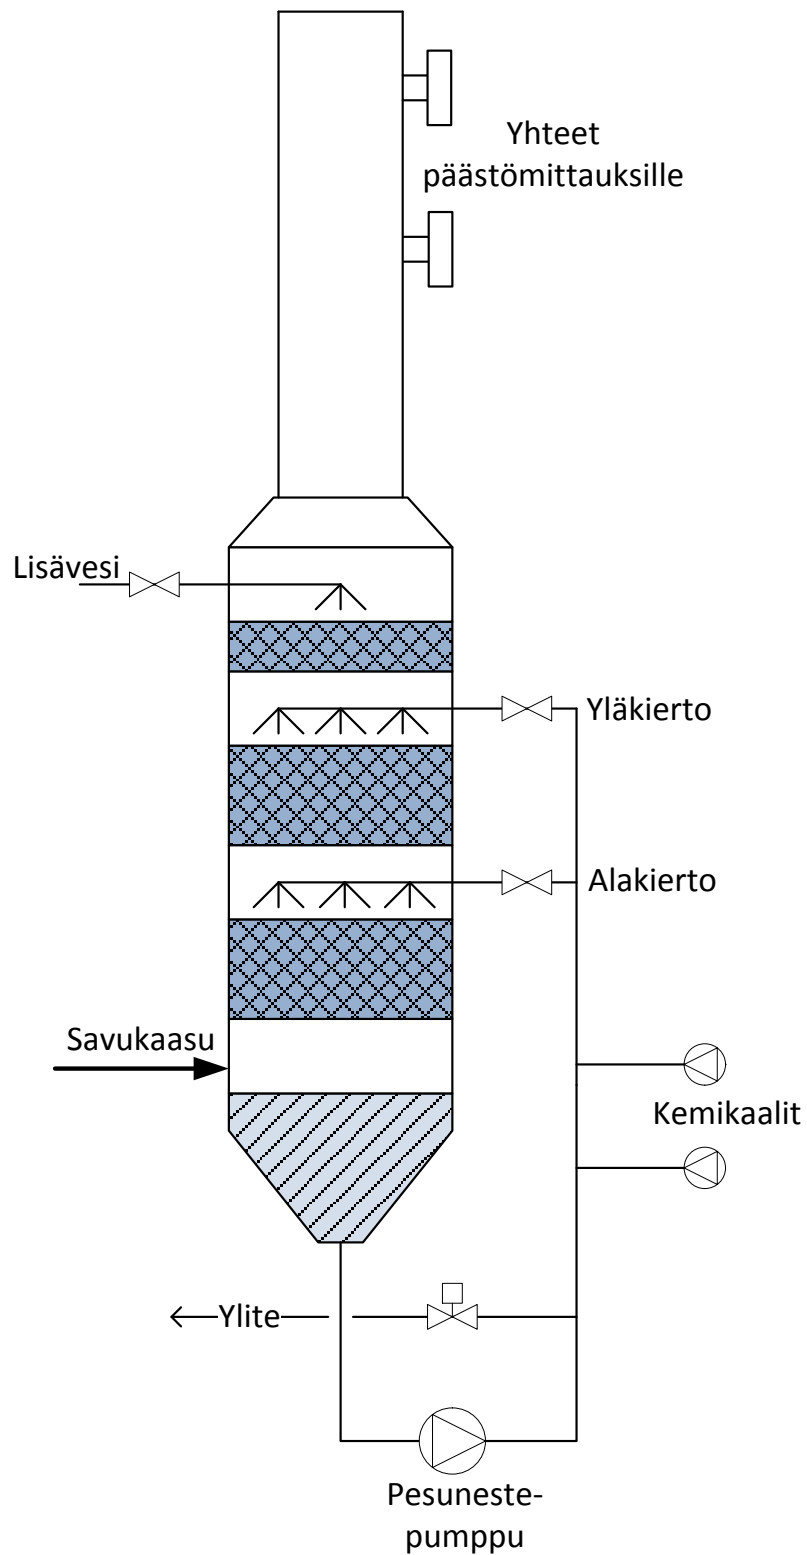 Yhteet
päästömittauksille
Lisävesi
Yläkierto
Alakierto
Savukaasu
Kemikaalit
Ylite
Pesuneste-
pumppu